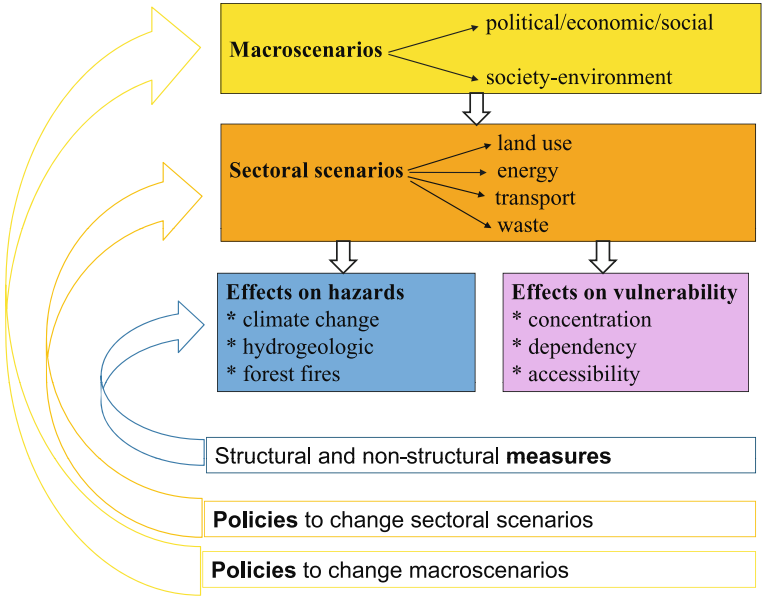 political/economic/social
Macroscenarios
society-environment
land use
Sectoral scenarios
energy
transport
waste
Effects on hazards
* climate change
* hydrogeologic
* forest fires
Effects on vulnerability
* concentration
* dependency
* accessibility
Structural and non-structural measures
Policies to change sectoral scenarios
Policies to change macroscenarios